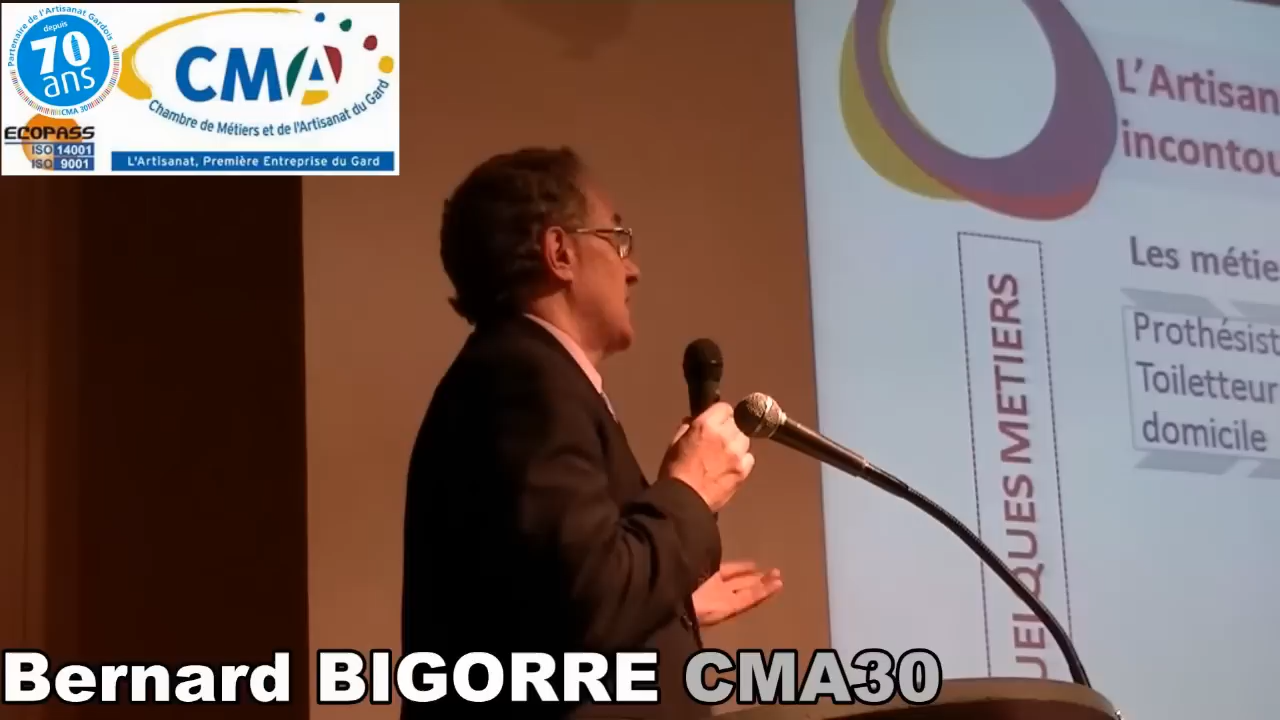 Partenaire de l'Artisanat Gardois
depuis
70
ans
CMA 30
CMA
Chambre de Métiers et de l'Artisanat du Gard
ECOPASS
ISO 14001
ISO 9001
L'Artisanat, Première Entreprise du Gard
L'Artisan
incontou
Les métie
QUELQUES METIERS
Prothésist
Toiletteur
domicile
Bernard BIGORRE CMA30